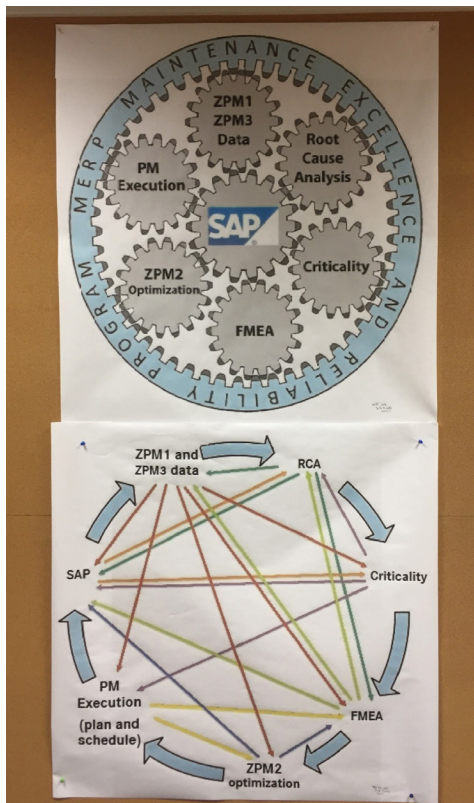 MERP MAINTENANCE EXCELLENCE AND RELIABILITY PROGRAM
ZPM1
ZPM3
Data
Root
Cause
Analysis
PM
Execution
SAP
ZPM2
Optimization
Criticality
FMEA
ZPM1 and
ZPM3 data
RCA
SAP
Criticality
PM
Execution
(plan and
schedule)
FMEA
ZPM2
optimization